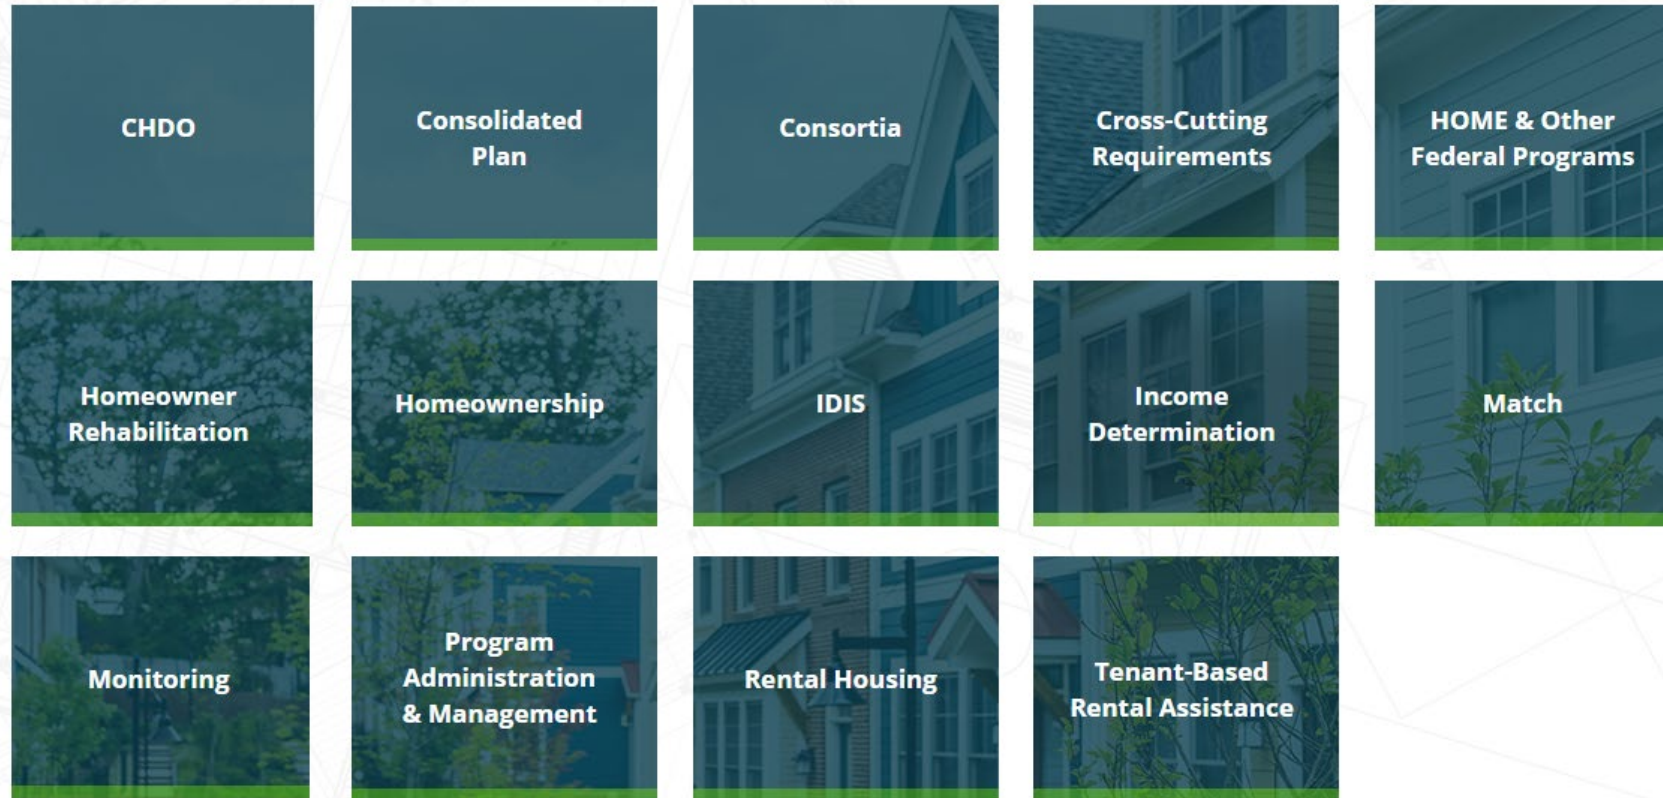 CHDO
Consolidated
Plan
Consortia
Cross-Cutting
Requirements
HOME & Other
Federal Programs
Homeowner
Rehabilitation
Homeownership
IDIS
Income
Determination
Match
Monitoring
Program
Administration
& Management
Rental Housing
Tenant-Based
Rental Assistance